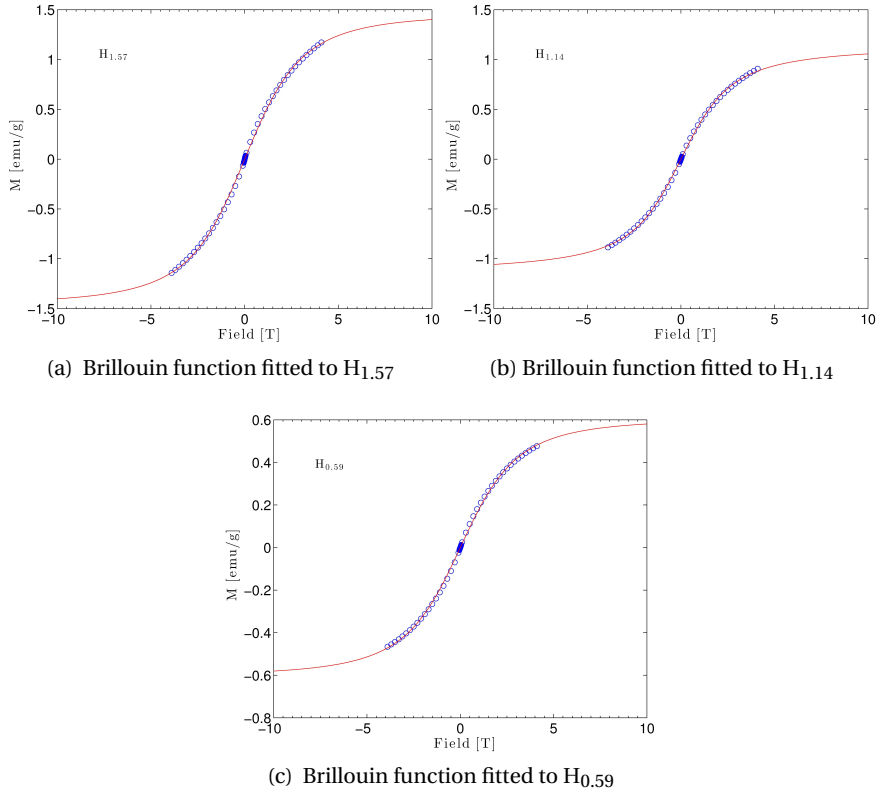 1.5
1
0.5
0
−0.5
−1
−1.5
M [emu/g]
H1.57
−10 −5 0 5 10
Field [T]
(a) Brillouin function fitted to H1.57
1.5
1
0.5
0
−0.5
−1
−1.5
M [emu/g]
H1.14
−10 −5 0 5 10
Field [T]
(b) Brillouin function fitted to H1.14
0.6
0.4
0.2
0
−0.2
−0.4
−0.6
−0.8
M [emu/g]
H0.59
−10 −5 0 5 10
Field [T]
(c) Brillouin function fitted to H0.59